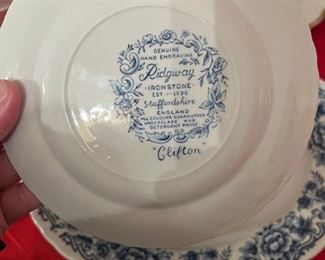 GENUINE
HAND ENGRAVING
Ridgway
·IRONSTONE·
EST. 1792
Staffordshire
ENGLAND
ALL COLOURS GUARANTEED
UNDERGLAZE AND
DETERGENT PROOF
"Clifton"